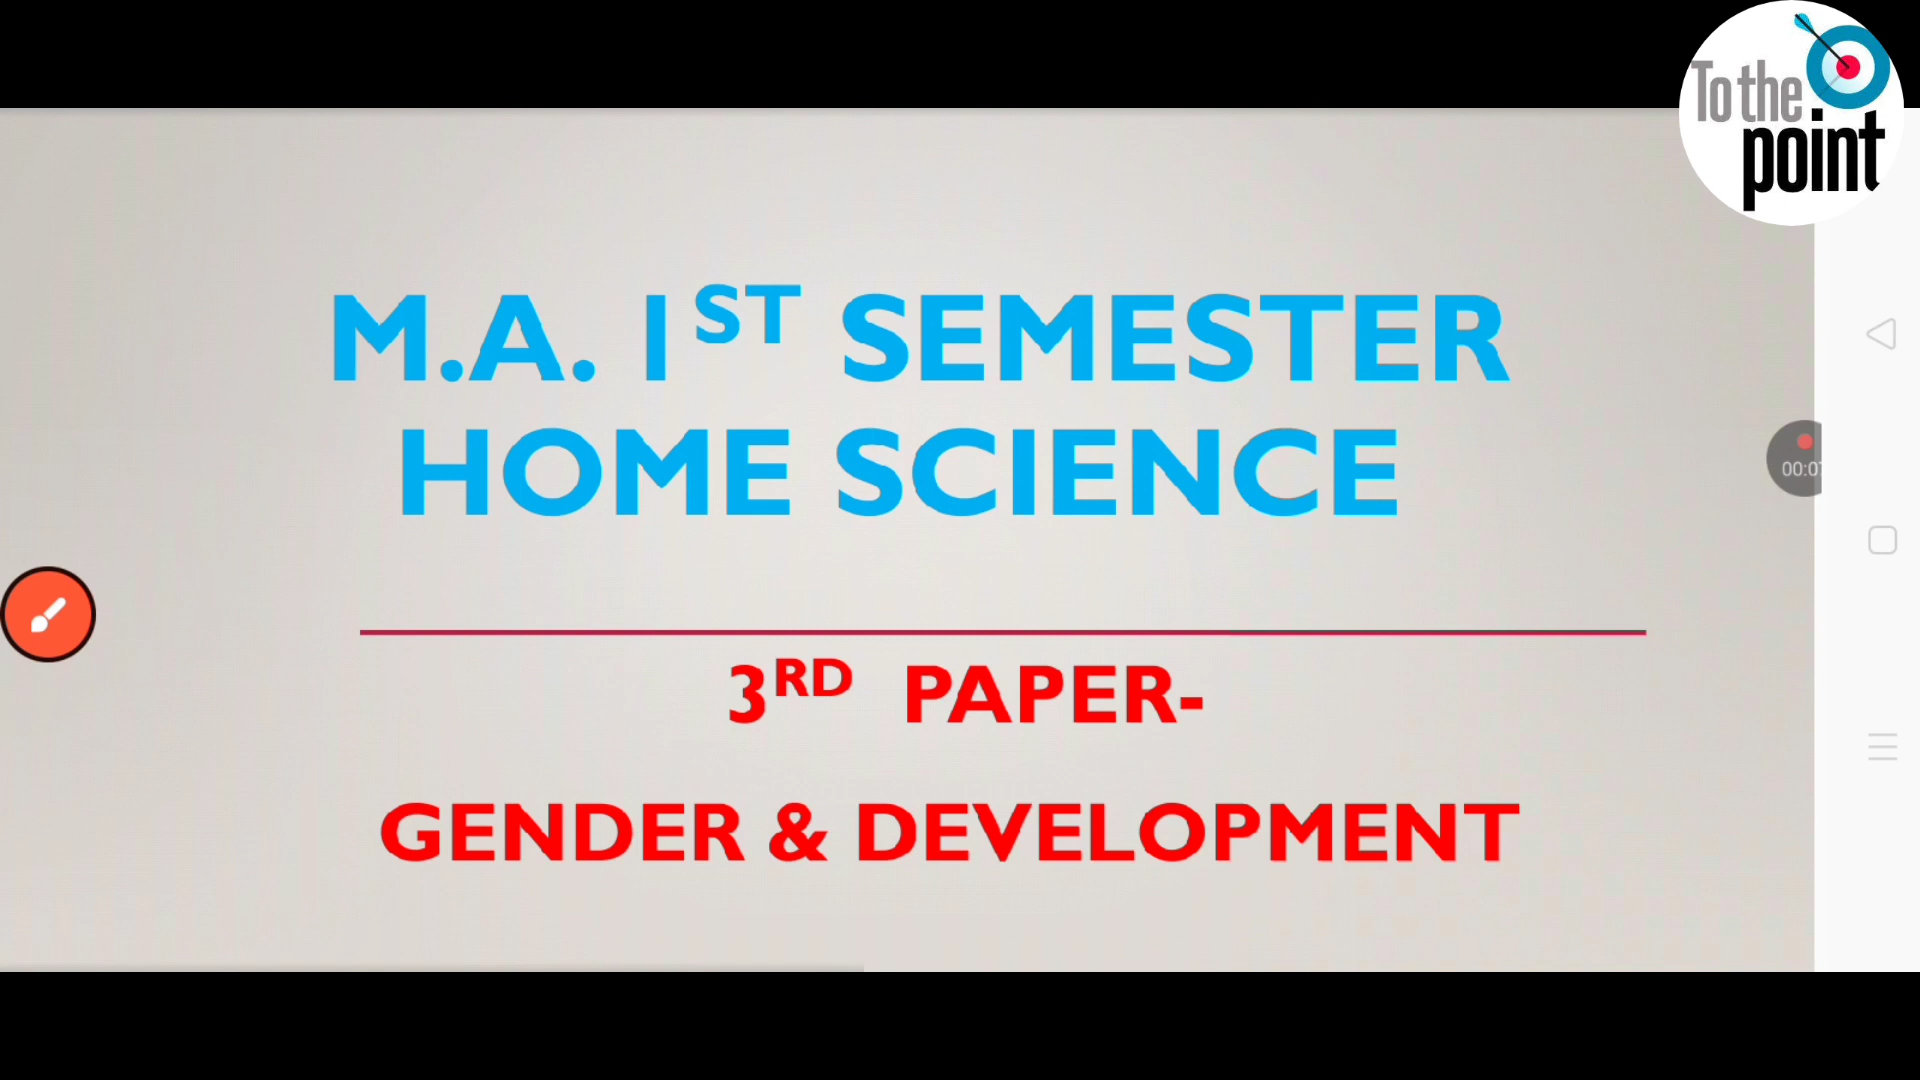 To the
point
M.A. 1ST SEMESTER
HOME SCIENCE
3RD PAPER-
GENDER & DEVELOPMENT